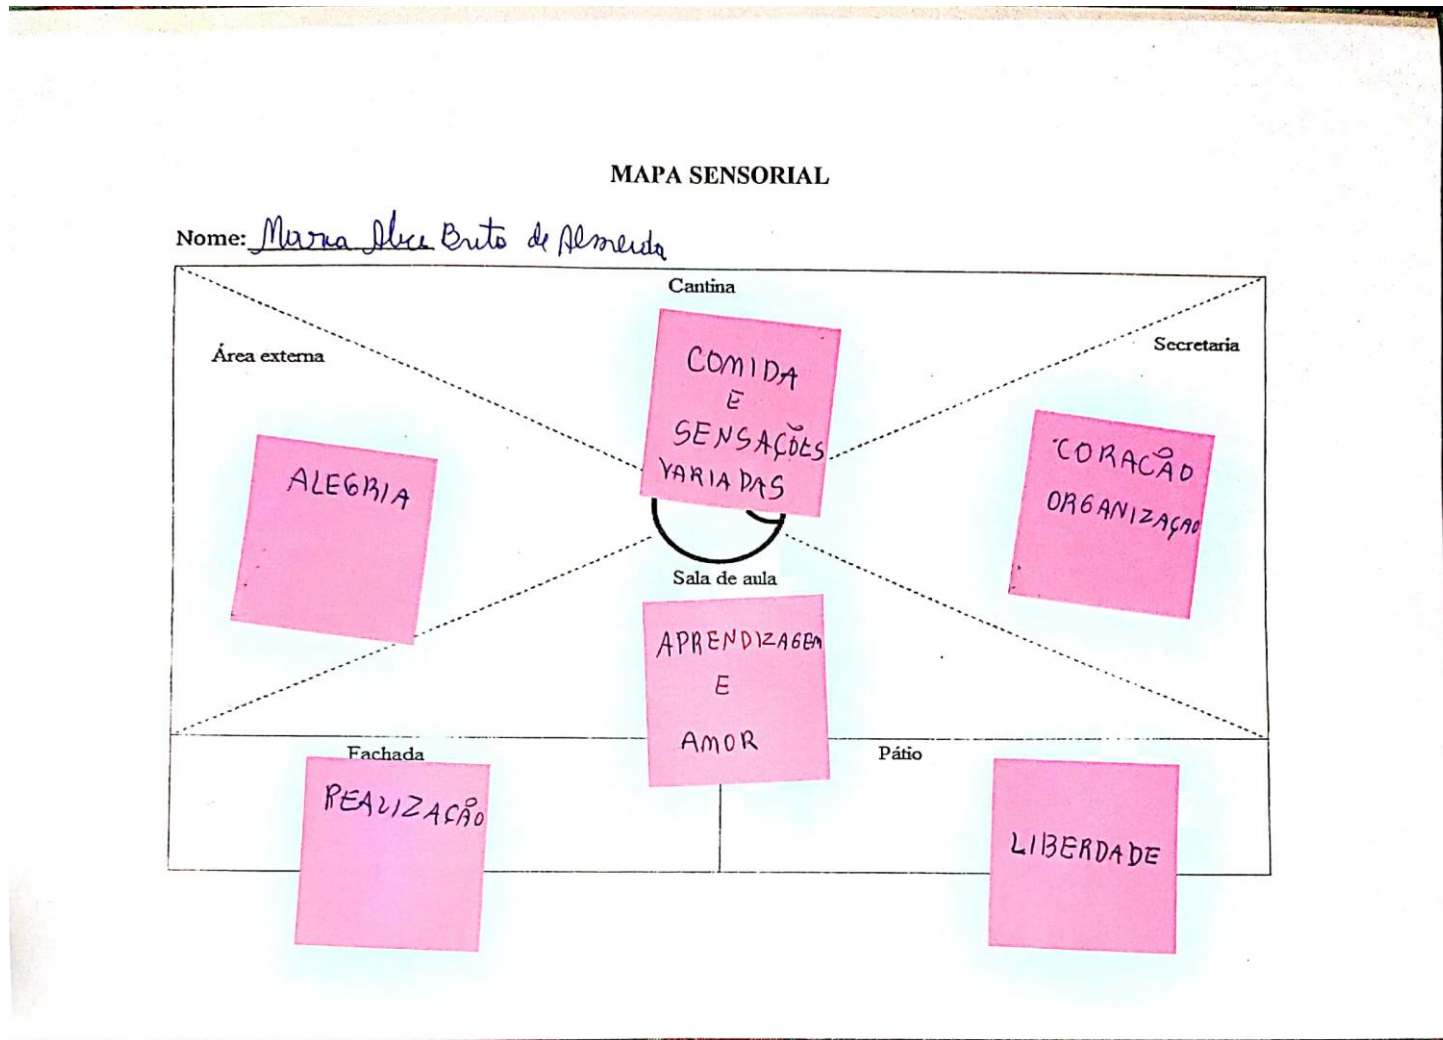 MAPA SENSORIAL
Nome: Maria Alice Brito de Almeida
Cantina
Área externa
Secretaria
COMIDA
E
SENSAÇÕES
VARIADAS
ALEGRIA
CORACÃO
ORGANIZAÇÃO
Sala de aula
APRENDIZAGEM
E
AMOR
Fachada
Pátio
REALIZAÇÃO
LIBERDADE